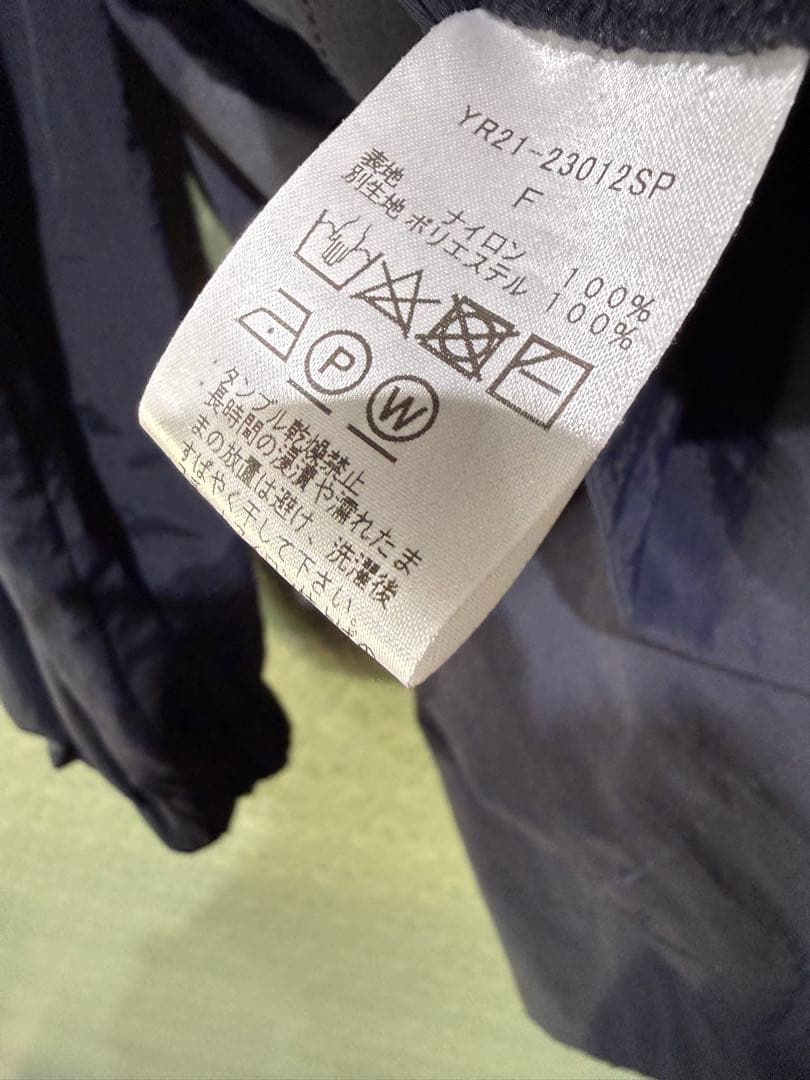 YR21-23012SP
F
表地 ナイロン 100%
別生地 ポリエステル 100%
P W
・タンブル乾燥禁止
・長時間の浸漬や濡れたま
まの放置は避け、洗濯後
すばやく干して下さい。